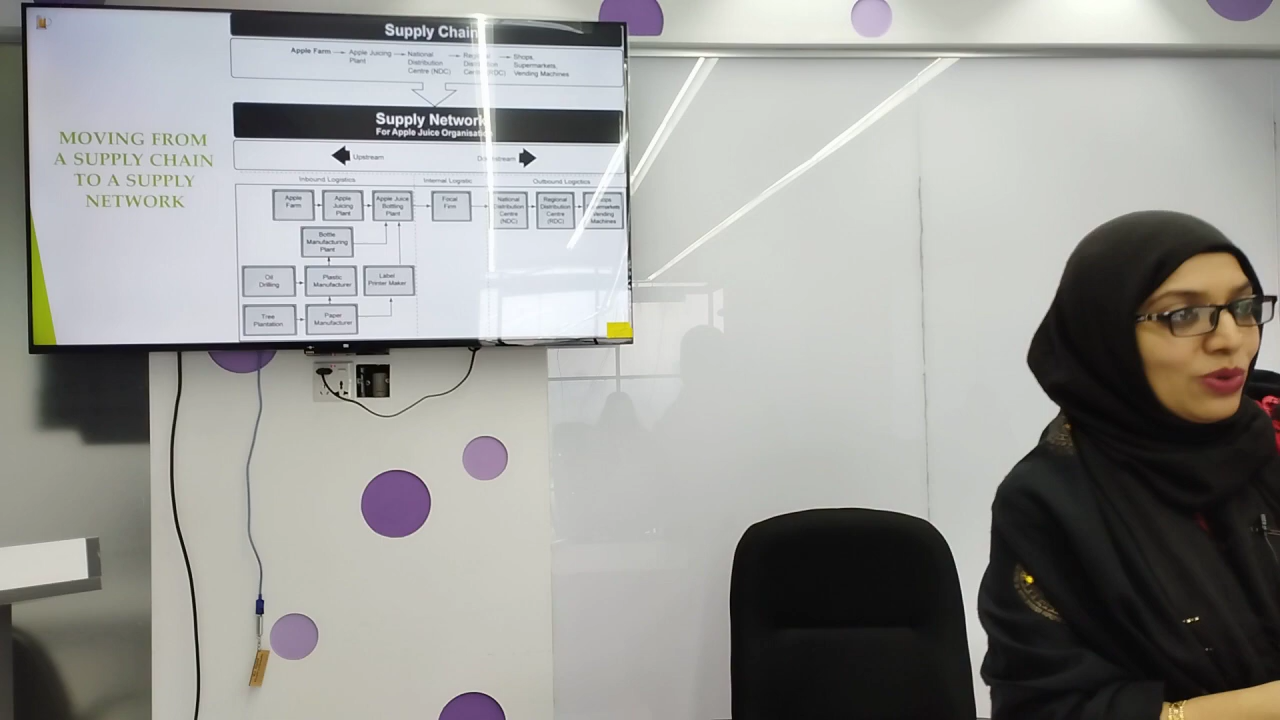 MOVING FROM
A SUPPLY CHAIN
TO A SUPPLY
NETWORK
Supply Chain
Apple Farm
Apple Juicing
Plant
National
Distribution
Centre (NDC)
Shops,
Supermarkets,
Vending Machines
Supply Network
For Apple Juice Organisation
Upstream
Downstream
Inbound Logistics
Internal Logistic
Outbound Logictics
Apple
Farm
Apple
Juicing
Plant
Apple Juice
Bottling
Plant
Focal
Firm
National
Distribution
Centre
(NDC)
Regional
Distribution
Centre
(RDC)
Vending
Machines
Bottle
Manufacturing
Plant
Oil
Drilling
Plastic
Manufacturer
Label
Printer Maker
Tree
Plantation
Paper
Manufacturer